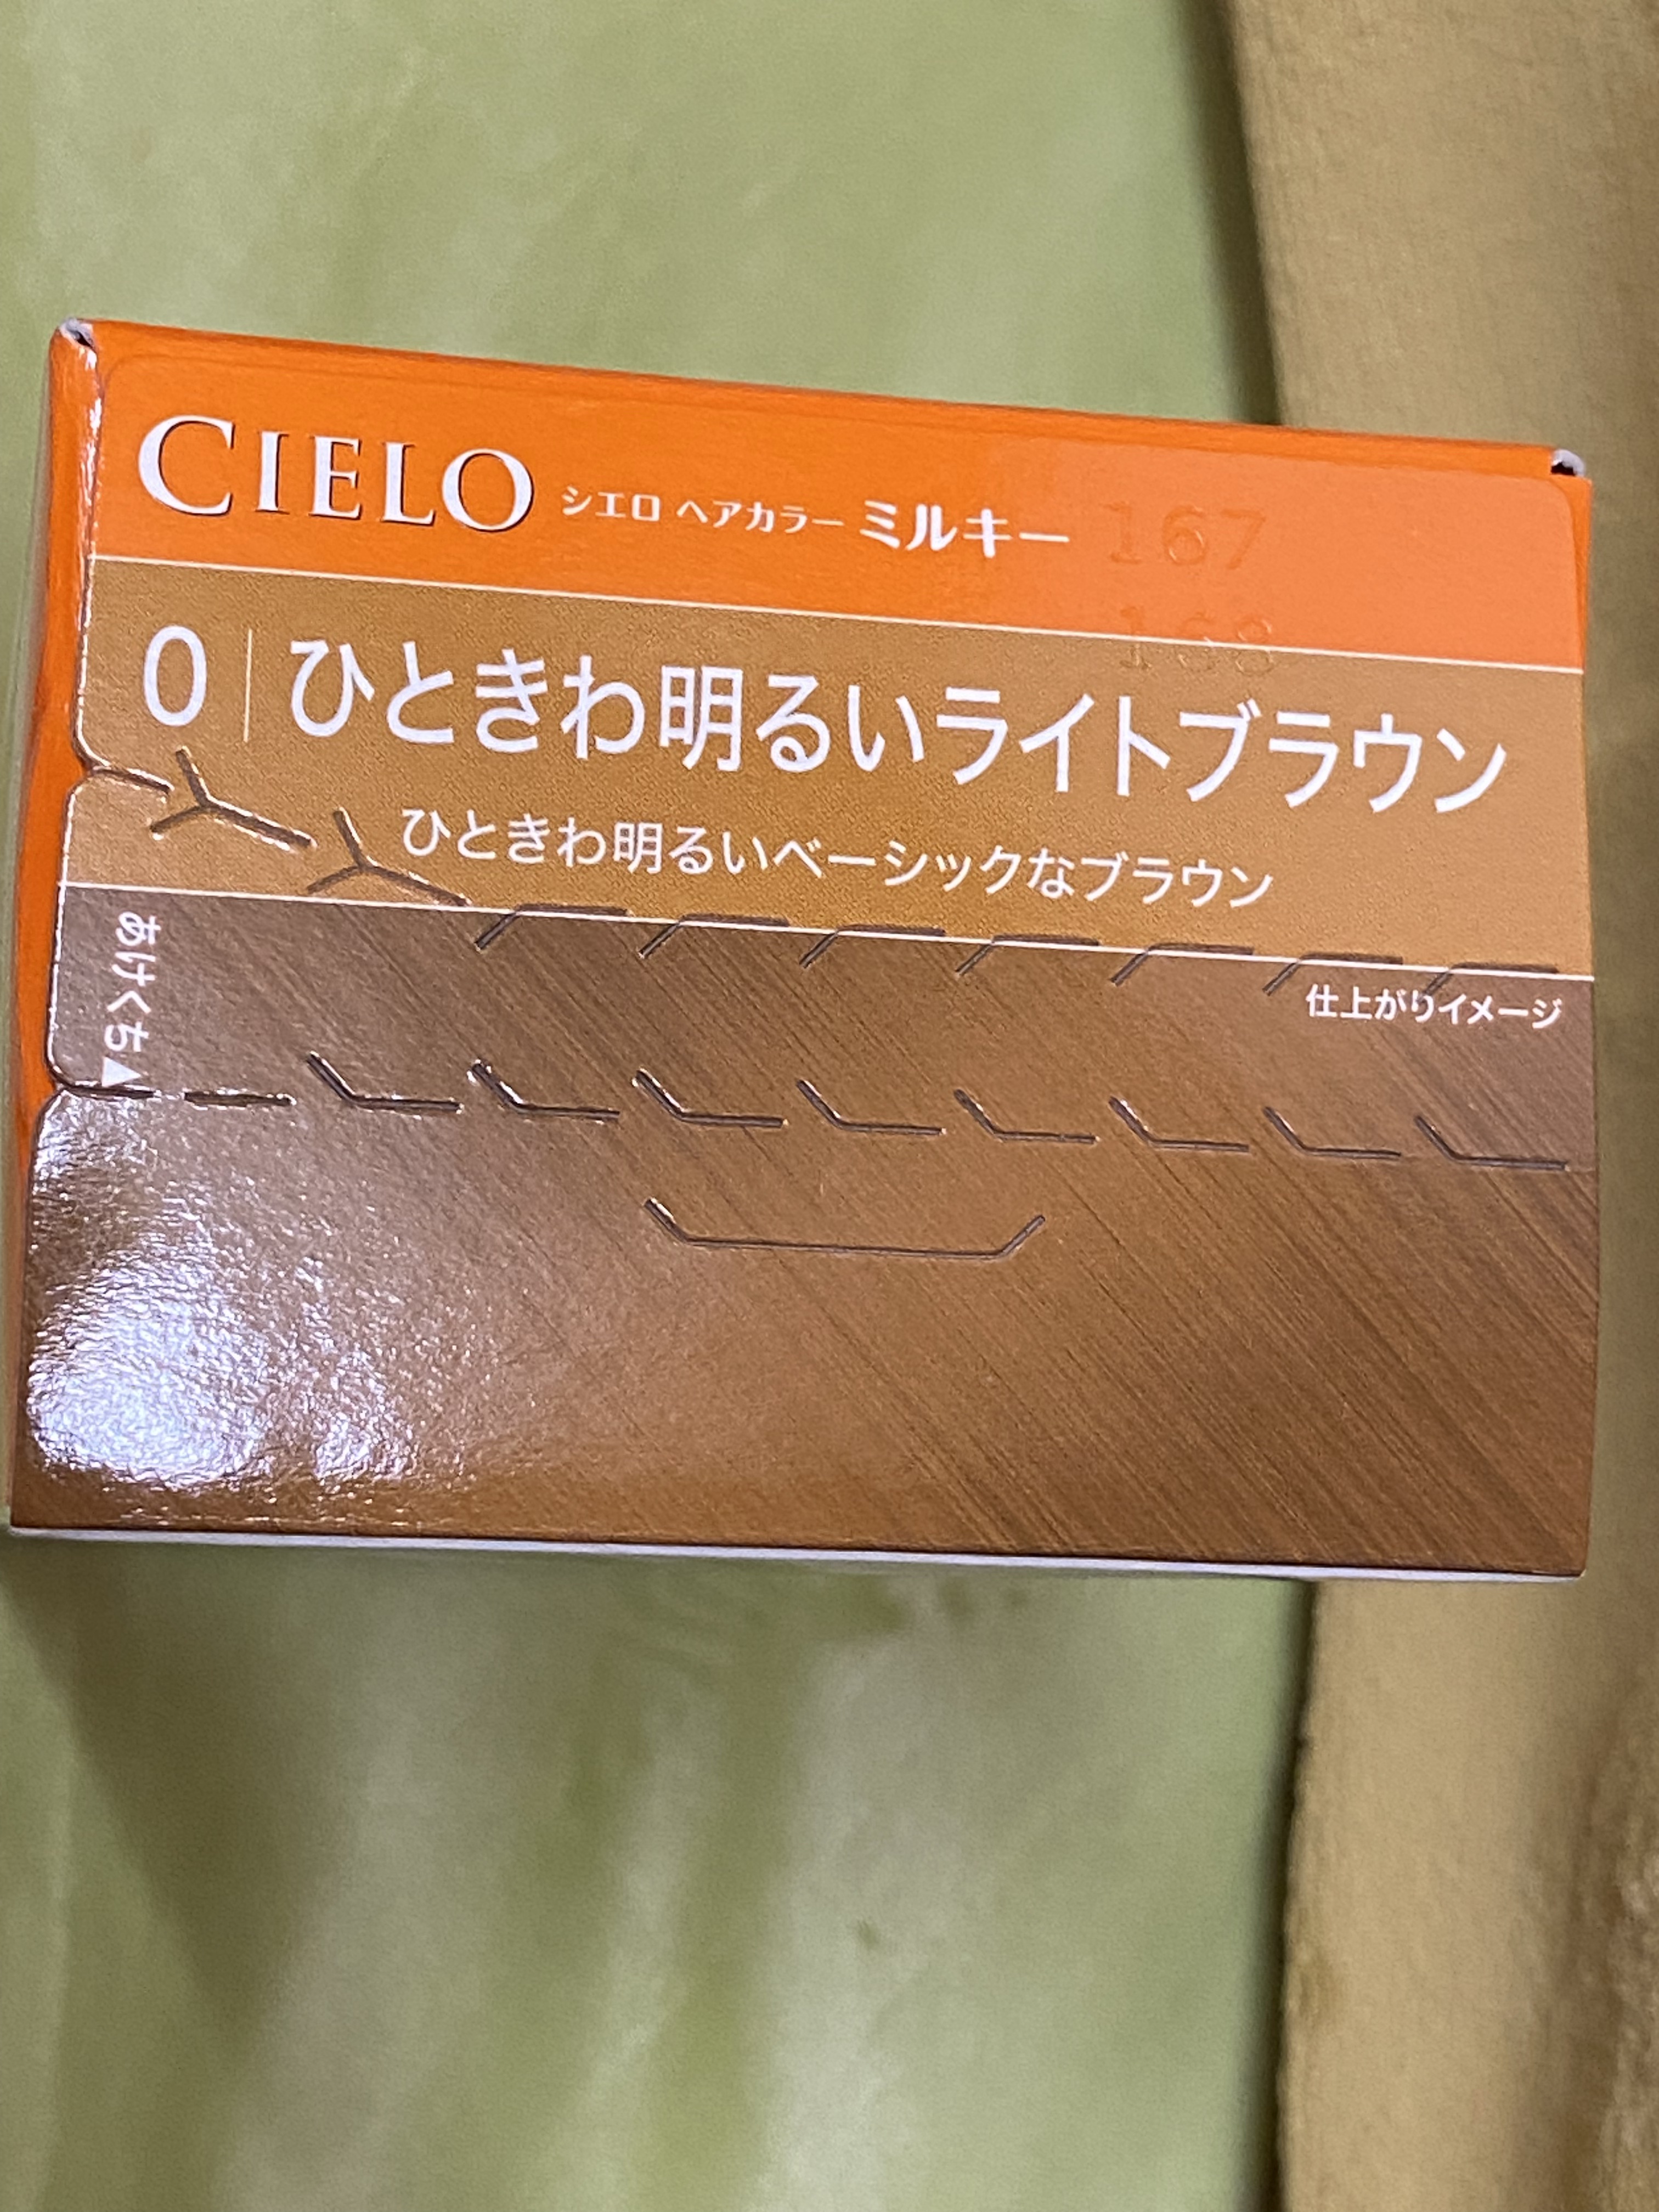 CIELO シエロ ヘアカラー ミルキー 167
168
0 ひときわ明るいライトブラウン
ひときわ明るいベーシックなブラウン
あけくち▲
仕上がりイメージ